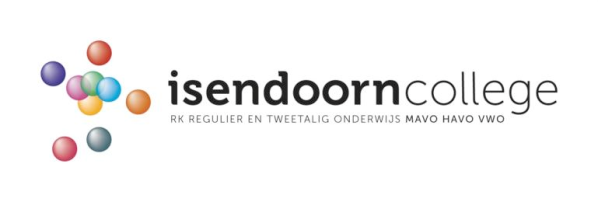 isendoorncollege
RK REGULIER EN TWEETALIG ONDERWIJS MAVO HAVO VWO